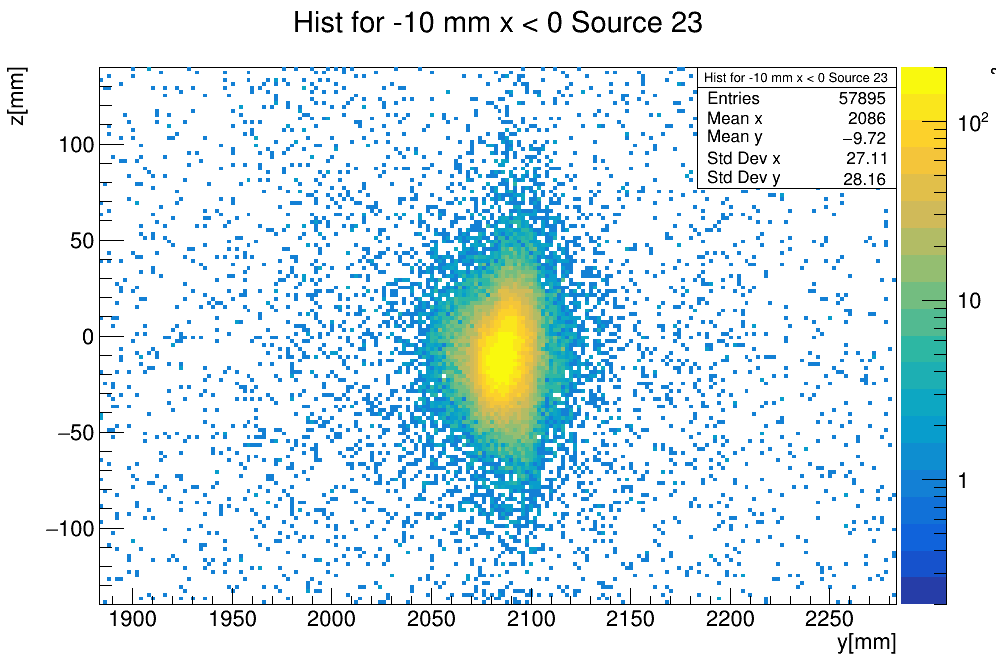 Hist for -10 mm x < 0 Source 23
z[mm]
Hist for -10 mm x < 0 Source 23
Entries 57895
Mean x 2086
Mean y −9.72
Std Dev x 27.11
Std Dev y 28.16
100
50
0
−50
−100
10²
10
1
1900 1950 2000 2050 2100 2150 2200 2250
y[mm]